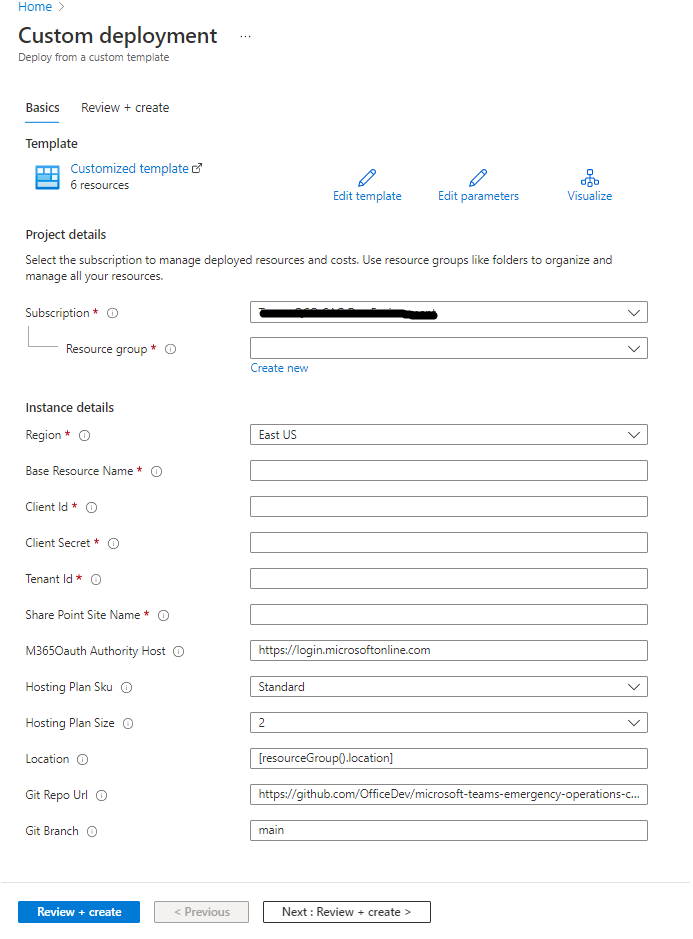 Home >
Custom deployment ...
Deploy from a custom template
Basics Review + create
Template
Customized template
6 resources
Edit template Edit parameters Visualize
Project details
Select the subscription to manage deployed resources and costs. Use resource groups like folders to organize and
manage all your resources.
Subscription *
Resource group *
Create new
Instance details
Region * East US
Base Resource Name *
Client Id *
Client Secret *
Tenant Id *
Share Point Site Name *
M365Oauth Authority Host https://login.microsoftonline.com
Hosting Plan Sku Standard
Hosting Plan Size 2
Location [resourceGroup().location]
Git Repo Url https://github.com/OfficeDev/microsoft-teams-emergency-operations-c...
Git Branch main
Review + create < Previous Next : Review + create >